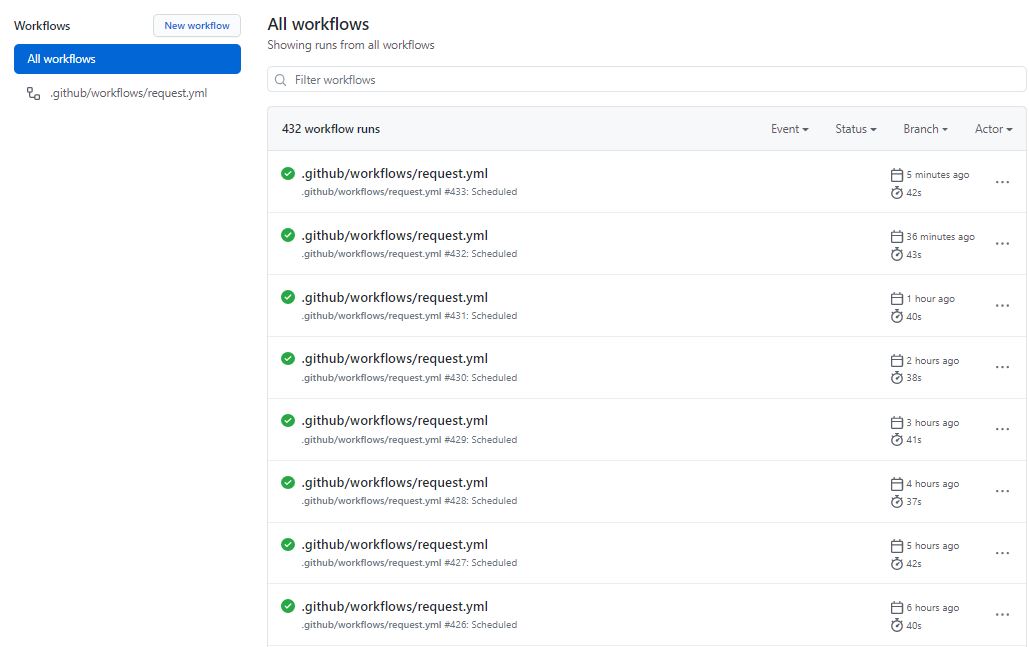 Workflows
New workflow
All workflows
.github/workflows/request.yml
All workflows
Showing runs from all workflows
Filter workflows
432 workflow runs
Event Status Branch Actor
.github/workflows/request.yml
5 minutes ago
.github/workflows/request.yml #433: Scheduled
42s
.github/workflows/request.yml
36 minutes ago
.github/workflows/request.yml #432: Scheduled
43s
.github/workflows/request.yml
1 hour ago
.github/workflows/request.yml #431: Scheduled
40s
.github/workflows/request.yml
2 hours ago
.github/workflows/request.yml #430: Scheduled
38s
.github/workflows/request.yml
3 hours ago
.github/workflows/request.yml #429: Scheduled
41s
.github/workflows/request.yml
4 hours ago
.github/workflows/request.yml #428: Scheduled
37s
.github/workflows/request.yml
5 hours ago
.github/workflows/request.yml #427: Scheduled
42s
.github/workflows/request.yml
6 hours ago
.github/workflows/request.yml #426: Scheduled
40s